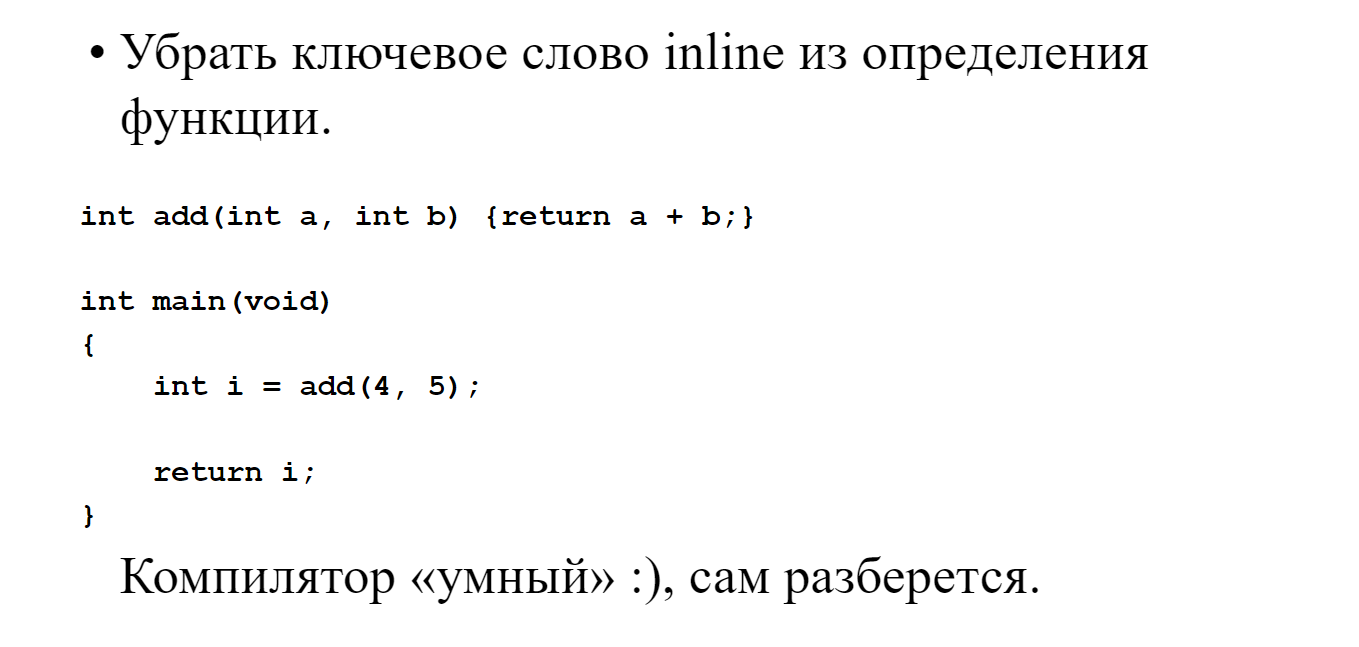 • Убрать ключевое слово inline из определения
функции.
int add(int a, int b) {return a + b;}
int main(void)
{
    int i = add(4, 5);
    return i;
}
Компилятор «умный» :), сам разберется.